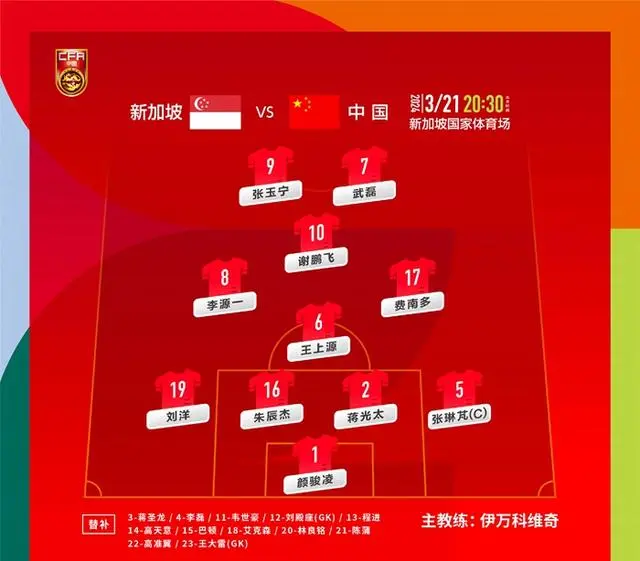 CFA
中国
新加坡 VS 中国 2024 3/21 20:30
新加坡国家体育场
9 7
张玉宁 武磊
10
谢鹏飞
8 17
李源一 费南多
6
王上源
19 16 2 5
刘洋 朱辰杰 蒋光太 张琳芃(C)
1
颜骏凌
替补
3-蒋圣龙 / 4-李磊 / 11-韦世豪 / 12-刘殿座(GK) / 13-程进
14-高天意 / 15-巴顿 / 18-艾克森 / 20-林良铭 / 21-陈蒲
22-高准翼 / 23-王大雷(GK)
主教练：伊万科维奇